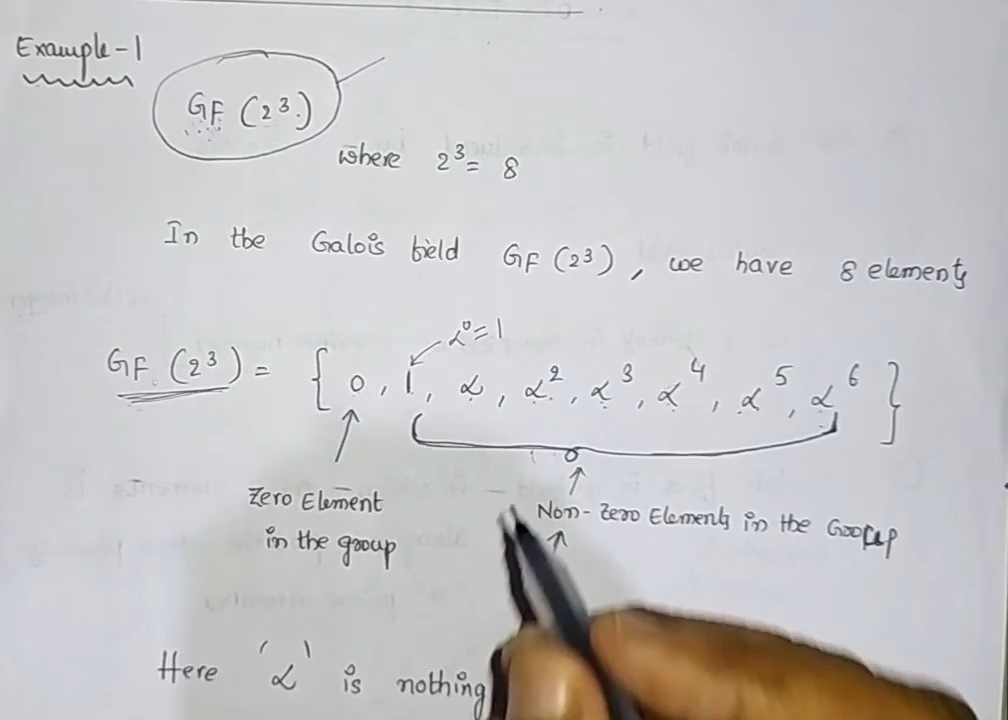 Example-1
GF (2³)
where 2³= 8
In the Galois field GF (2³), we have 8 elements
α⁰=1
GF (2³) = { 0, 1, α, α², α³, α⁴, α⁵, α⁶ }
Zero Element
in the group
Non-Zero Elements in the Group
Here 'α' is nothing